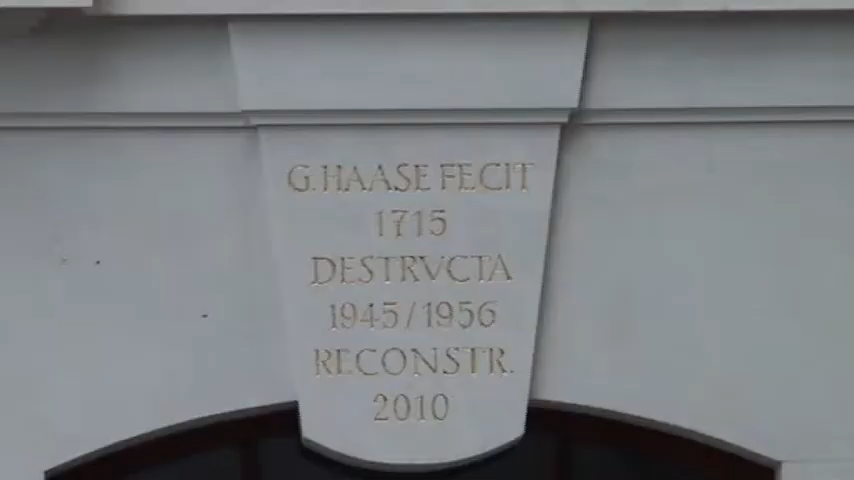 G. HAASE FECIT
1715
DESTRVCTA
1945/1956
RECONSTR.
2010